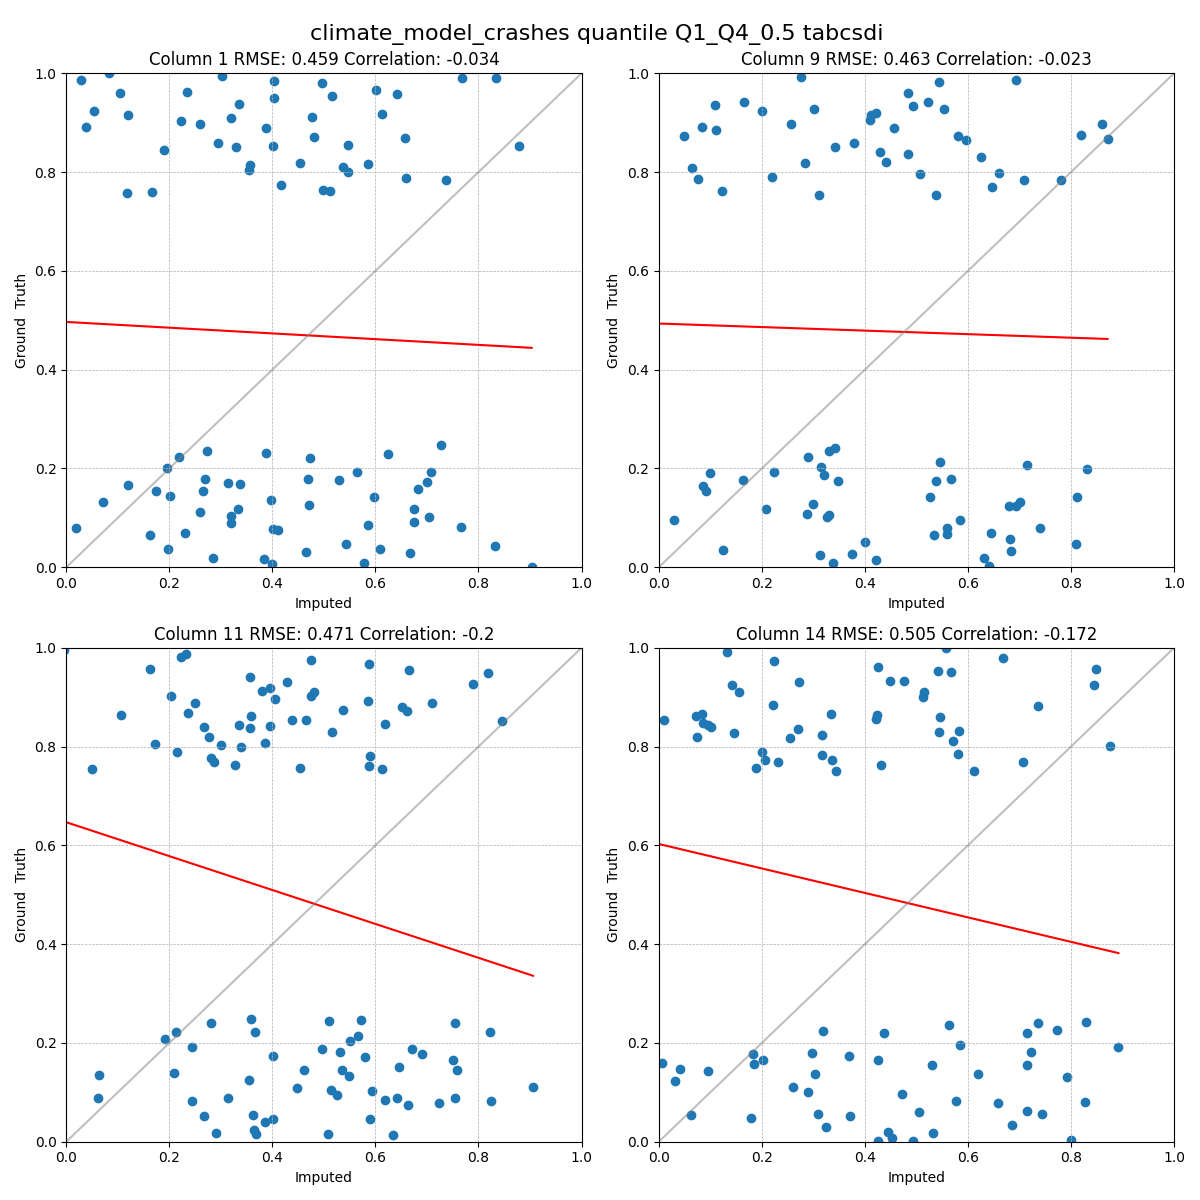 climate_model_crashes quantile Q1_Q4_0.5 tabcsdi
Column 1 RMSE: 0.459 Correlation: -0.034
1.0
0.8
0.6
0.4
0.2
0.0
Ground Truth
0.0 0.2 0.4 0.6 0.8 1.0
Imputed
Column 9 RMSE: 0.463 Correlation: -0.023
1.0
0.8
0.6
0.4
0.2
0.0
Ground Truth
0.0 0.2 0.4 0.6 0.8 1.0
Imputed
Column 11 RMSE: 0.471 Correlation: -0.2
1.0
0.8
0.6
0.4
0.2
0.0
Ground Truth
0.0 0.2 0.4 0.6 0.8 1.0
Imputed
Column 14 RMSE: 0.505 Correlation: -0.172
1.0
0.8
0.6
0.4
0.2
0.0
Ground Truth
0.0 0.2 0.4 0.6 0.8 1.0
Imputed